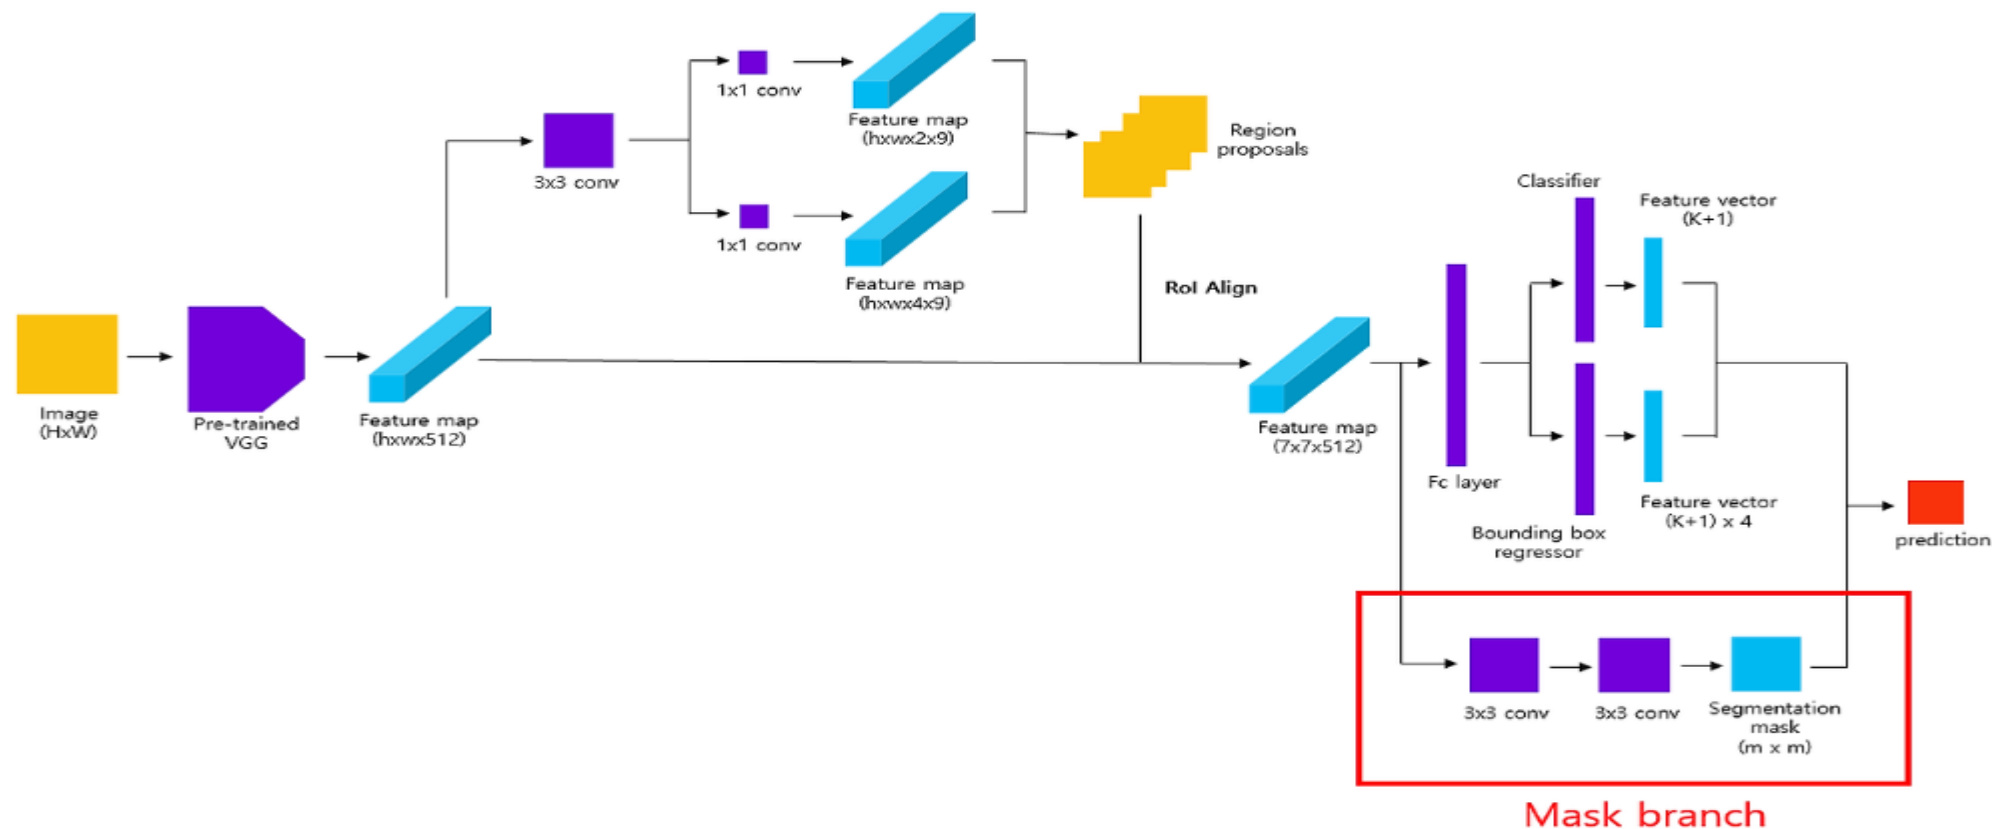 Image
(HxW)
Pre-trained
VGG
Feature map
(hxwx512)
3x3 conv
1x1 conv
Feature map
(hxwx2x9)
1x1 conv
Feature map
(hxwx4x9)
Region
proposals
RoI Align
Feature map
(7x7x512)
Fc layer
Classifier
Feature vector
(K+1)
Bounding box
regressor
Feature vector
(K+1) x 4
prediction
3x3 conv
3x3 conv
Segmentation
mask
(m x m)
Mask branch